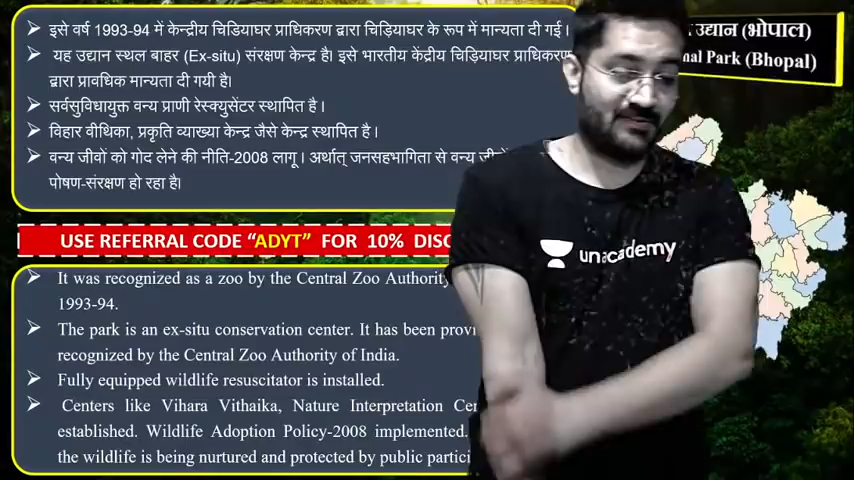 इसे वर्ष 1993-94 में केन्द्रीय चिडियाघर प्राधिकरण द्वारा चिड़ियाघर के रूप में मान्यता दी गई।
उद्यान (भोपाल)
यह उद्यान स्थल बाहर (Ex-situ) संरक्षण केन्द्र है। इसे भारतीय केंद्रीय चिड़ियाघर प्राधिकरण
nal Park (Bhopal)
द्वारा प्रावधिक मान्यता दी गयी है।
सर्वसुविधायुक्त वन्य प्राणी रेस्क्युसेंटर स्थापित है।
विहार वीथिका, प्रकृति व्याख्या केन्द्र जैसे केन्द्र स्थापित है।
वन्य जीवों को गोद लेने की नीति-2008 लागू। अर्थात् जनसहभागिता से वन्य
पोषण-संरक्षण हो रहा है।
USE REFERRAL CODE “ADYT” FOR 10%
unacademy
It was recognized as a zoo by the Central Zoo Authority
1993-94.
The park is an ex-situ conservation center. It has been
recognized by the Central Zoo Authority of India.
Fully equipped wildlife resuscitator is installed.
Centers like Vihara Vithaika, Nature Interpretation
established. Wildlife Adoption Policy-2008 implemented.
the wildlife is being nurtured and protected by public